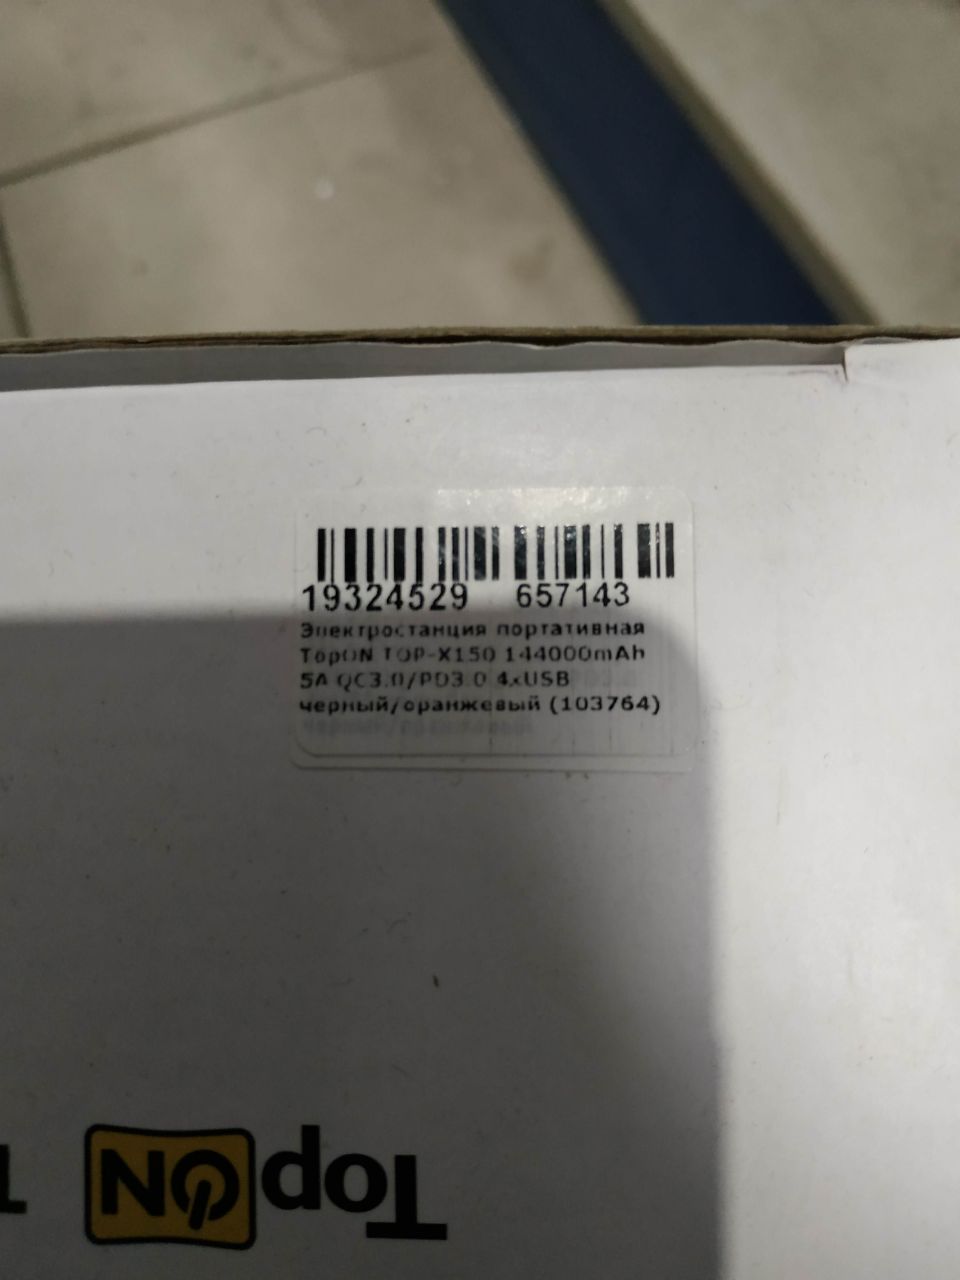 19324529 657143
Электростанция портативная
TopON TOP-X150 144000mAh
5A QC3.0/PD3.0 4xUSB
черный/оранжевый (103764)
TopON